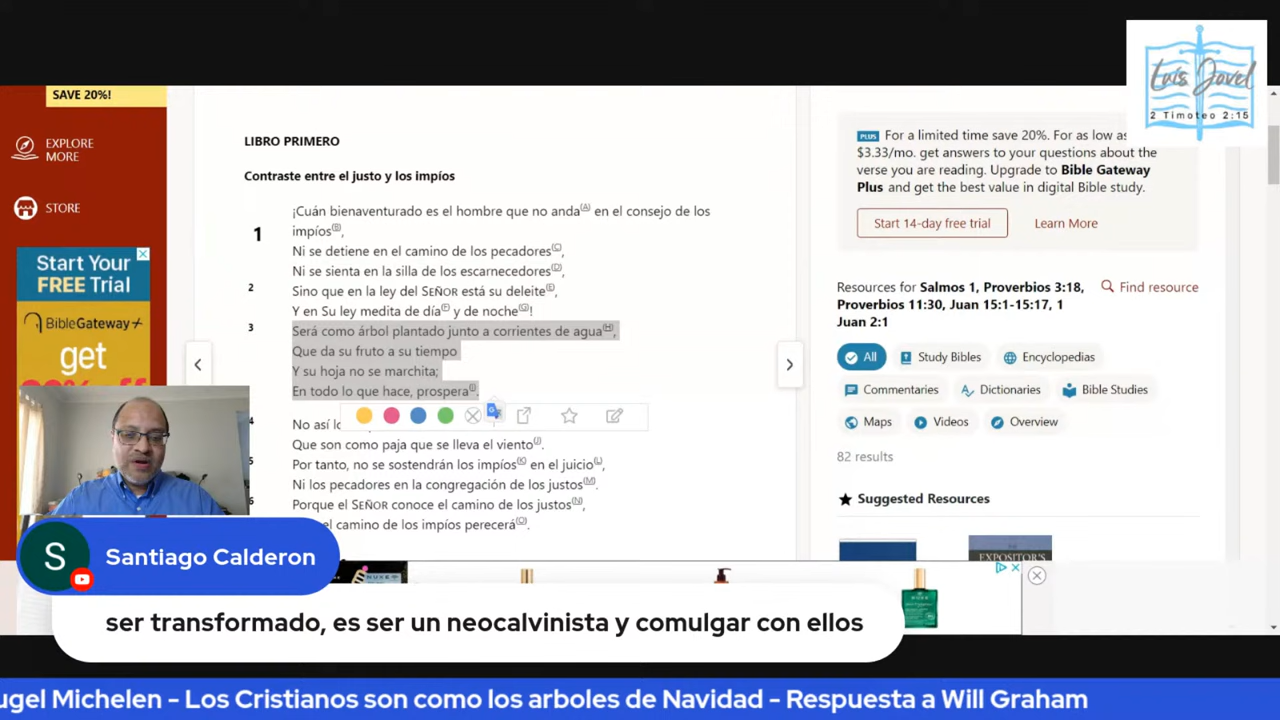 SAVE 20%!
EXPLORE
MORE
STORE
Start Your
FREE Trial
BibleGateway+
get
LIBRO PRIMERO
Contraste entre el justo y los impíos
1
¡Cuán bienaventurado es el hombre que no anda(A) en el consejo de los
impíos(B),
Ni se detiene en el camino de los pecadores(C),
Ni se sienta en la silla de los escarnecedores(D),
2 Sino que en la ley del SEÑOR está su deleite(E),
Y en Su ley medita de día(F) y de noche(G)!
3 Será como árbol plantado junto a corrientes de agua(H),
Que da su fruto a su tiempo
Y su hoja no se marchita;
En todo lo que hace, prospera(I).
No así
Que son como paja que se lleva el viento(J).
5 Por tanto, no se sostendrán los impíos(K) en el juicio(L),
Ni los pecadores en la congregación de los justos(M).
6 Porque el SEÑOR conoce el camino de los justos(N),
el camino de los impíos perecerá(O).
Luis Jovel
2 Timoteo 2:15
PLUS For a limited time save 20%. For as low as
$3.33/mo. get answers to your questions about the
verse you are reading. Upgrade to Bible Gateway
Plus and get the best value in digital Bible study.
Start 14-day free trial
Learn More
Resources for Salmos 1, Proverbios 3:18,
Proverbios 11:30, Juan 15:1-15:17, 1
Juan 2:1
Find resource
All
Study Bibles
Encyclopedias
Commentaries
Dictionaries
Bible Studies
Maps
Videos
Overview
82 results
Suggested Resources
EXPOSITOR'S
S
Santiago Calderon
ser transformado, es ser un neocalvinista y comulgar con ellos
ugel Michelen - Los Cristianos son como los arboles de Navidad - Respuesta a Will Graham